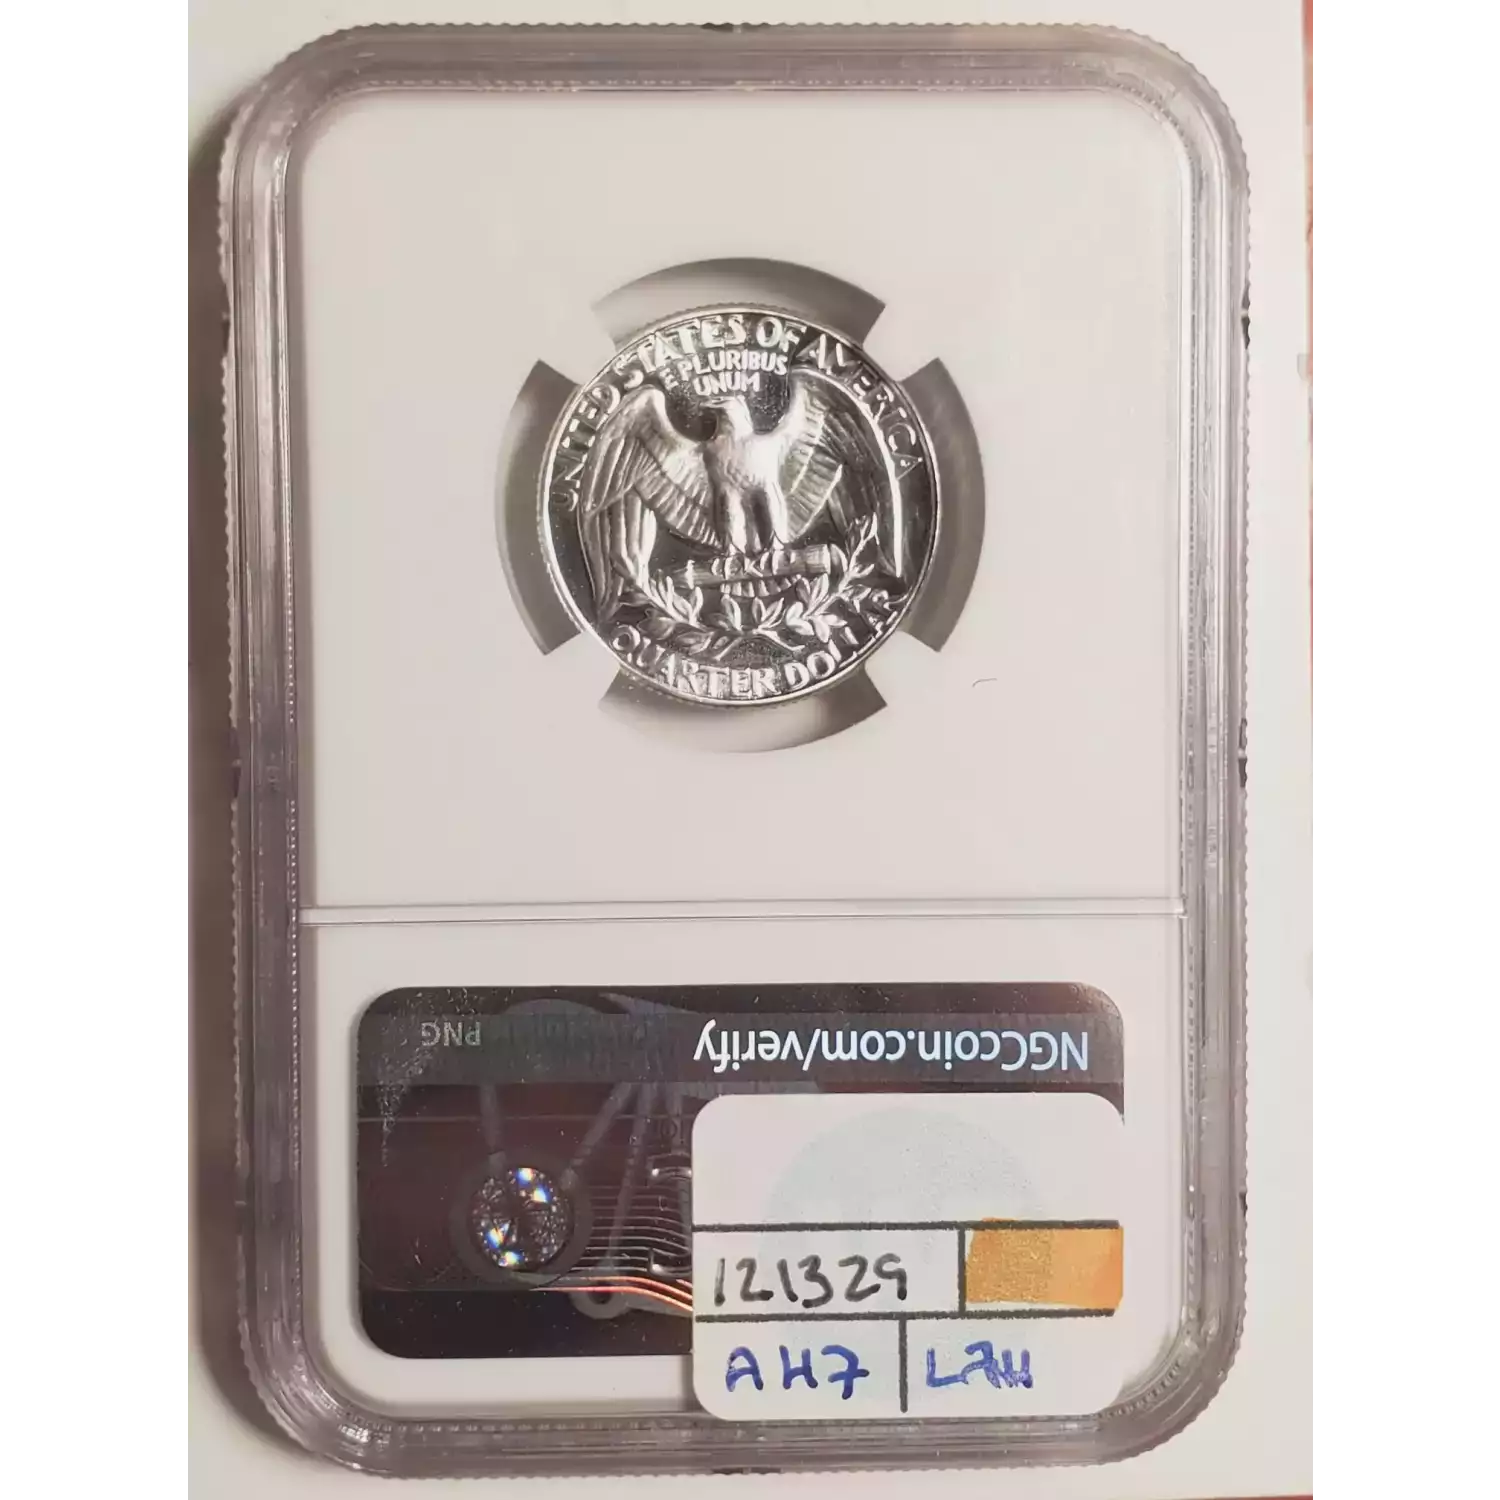 UNITED STATES OF AMERICA
E PLURIBUS
UNUM
QUARTER DOLLAR
NGCcoin.com/verify
PNG
121329
AH7